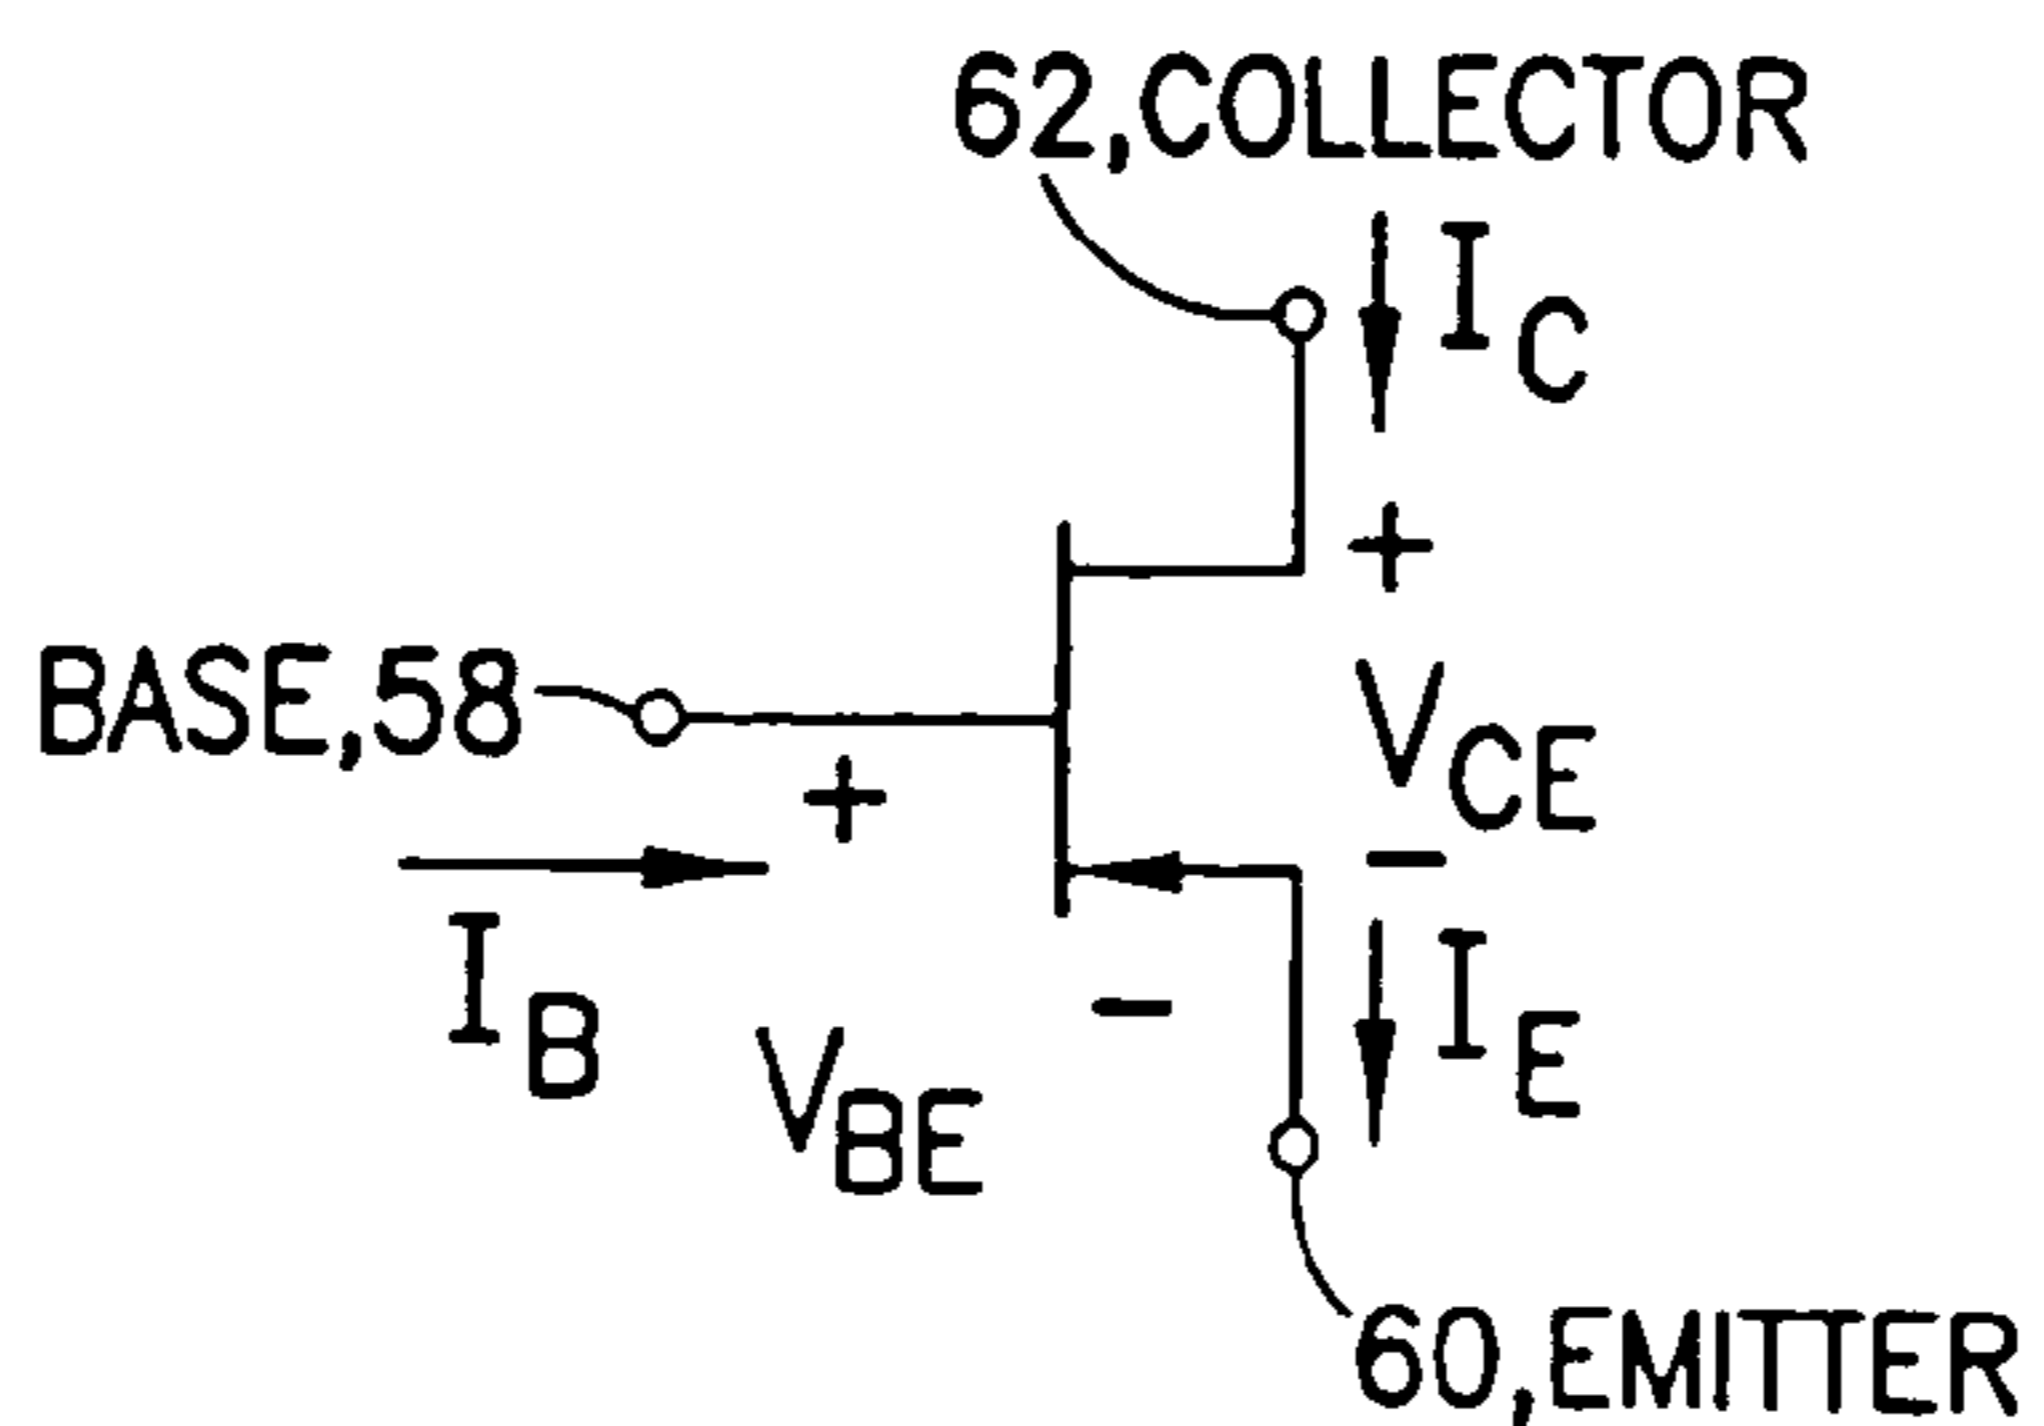 62,COLLECTOR
I_C
+
BASE,58
+
V_CE
−
I_B
V_BE
−
I_E
60,EMITTER